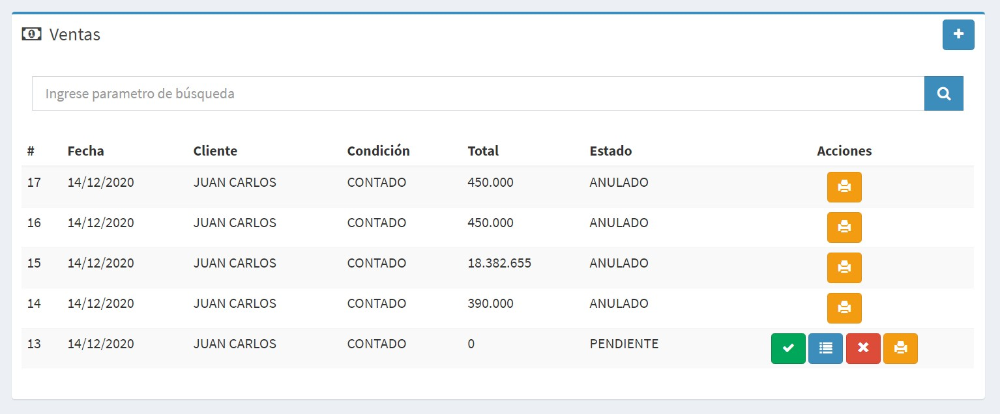 Ventas
Ingrese parametro de búsqueda
# Fecha Cliente Condición Total Estado Acciones
17 14/12/2020 JUAN CARLOS CONTADO 450.000 ANULADO
16 14/12/2020 JUAN CARLOS CONTADO 450.000 ANULADO
15 14/12/2020 JUAN CARLOS CONTADO 18.382.655 ANULADO
14 14/12/2020 JUAN CARLOS CONTADO 390.000 ANULADO
13 14/12/2020 JUAN CARLOS CONTADO 0 PENDIENTE